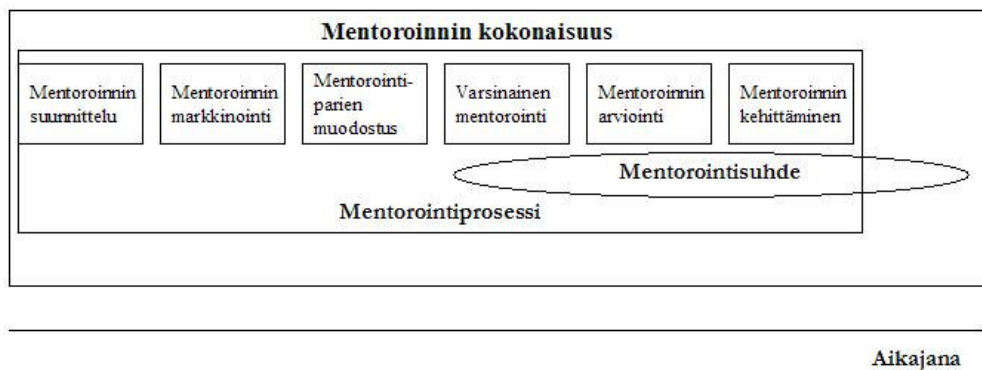 Mentoroinnin kokonaisuus
Mentoroinnin
suunnittelu
Mentoroinnin
markkinointi
Mentorointi-
parien
muodostus
Varsinainen
mentorointi
Mentoroinnin
arviointi
Mentoroinnin
kehittäminen
Mentorointisuhde
Mentorointiprosessi
Aikajana